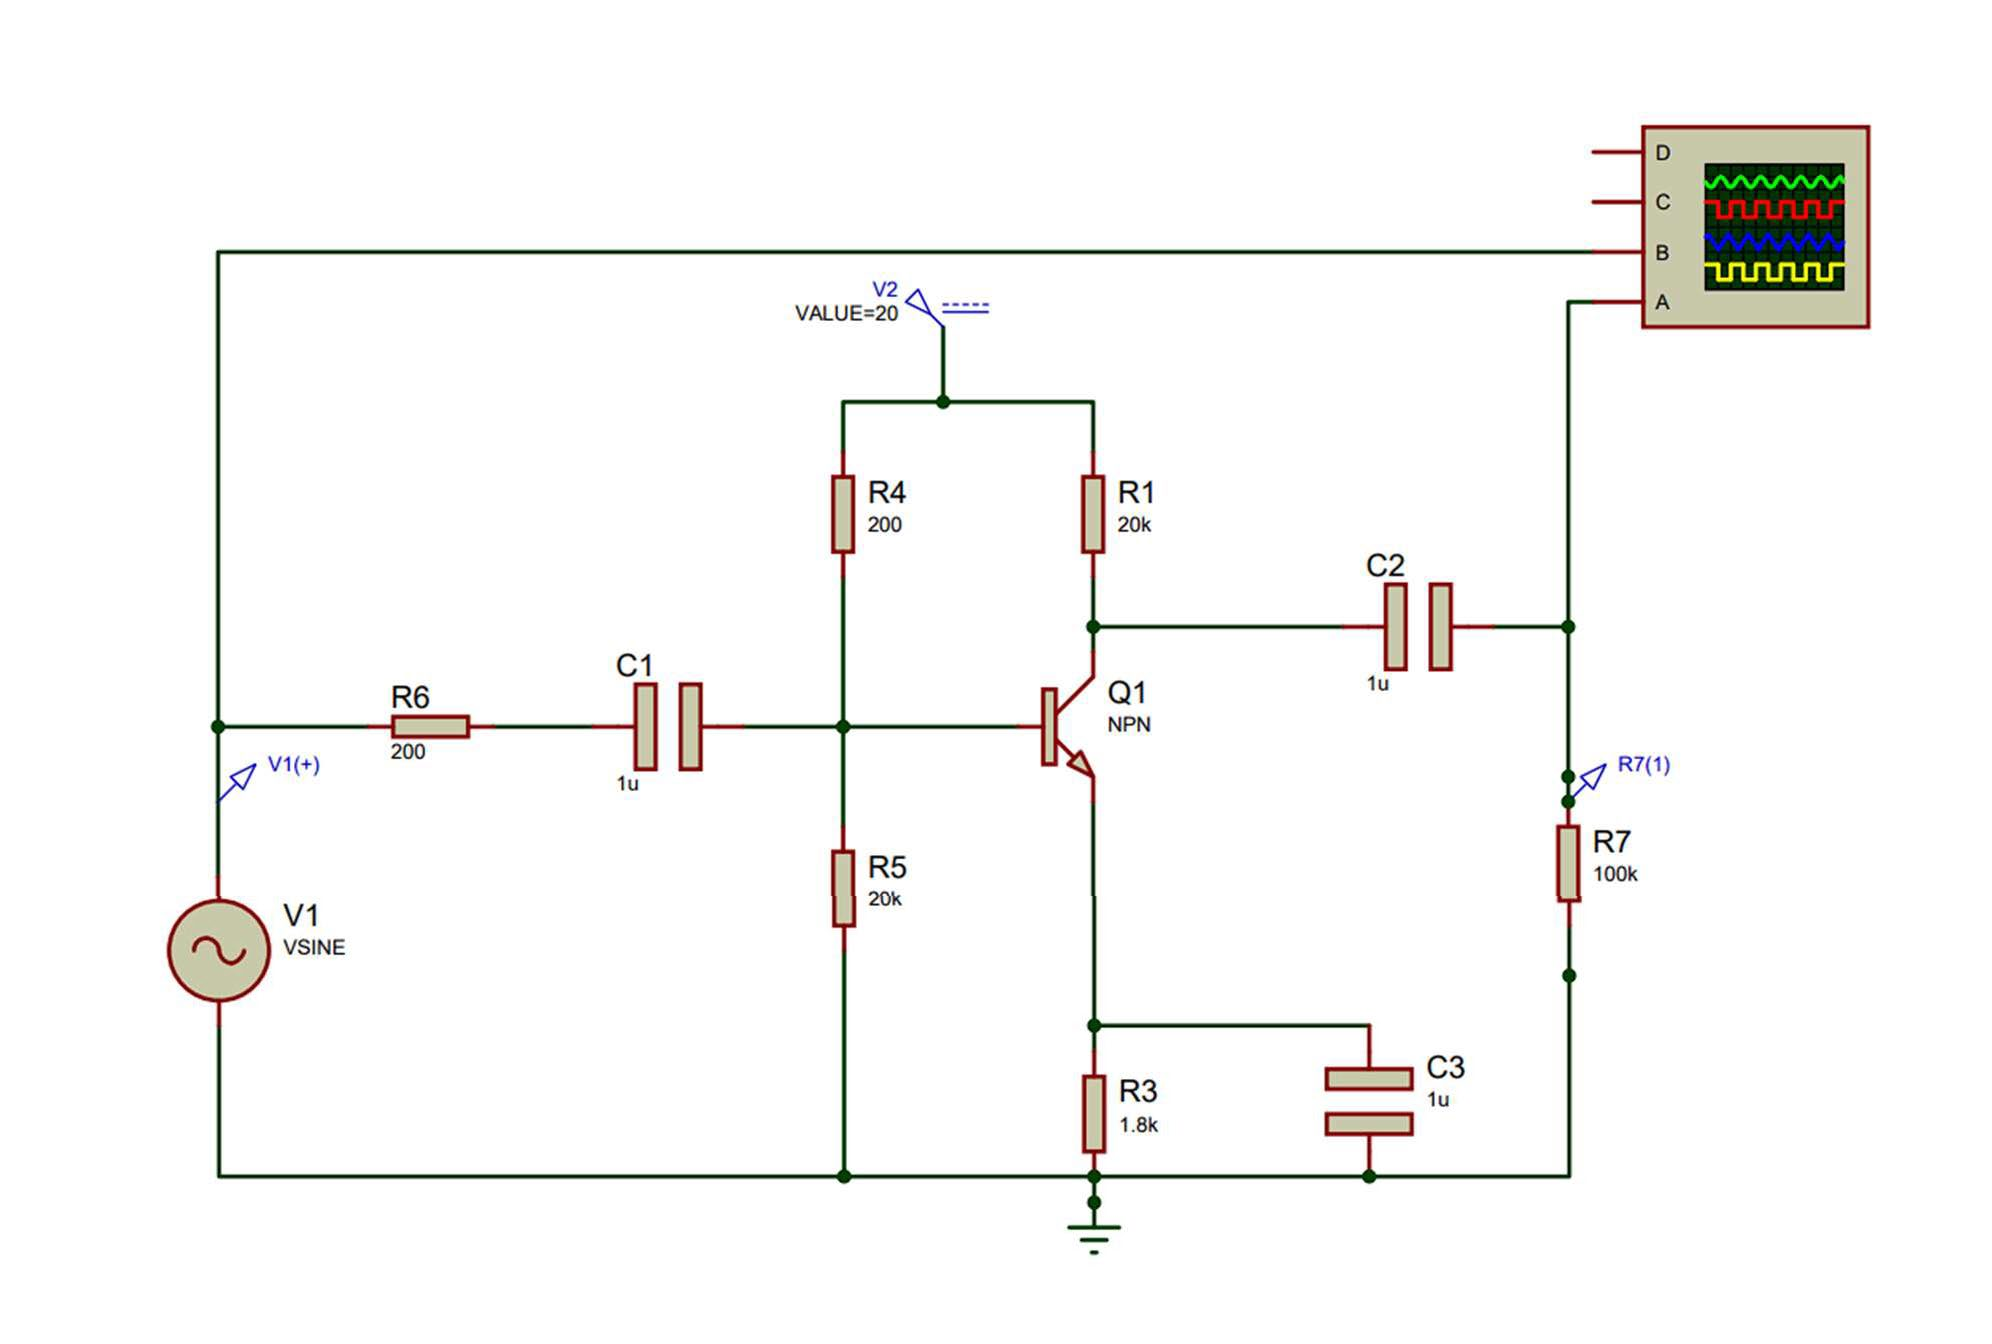 D
C
B
A
V2
VALUE=20
R4
200
R1
20k
C2
1u
C1
1u
R6
200
Q1
NPN
V1(+)
R7(1)
R7
100k
R5
20k
V1
VSINE
R3
1.8k
C3
1u